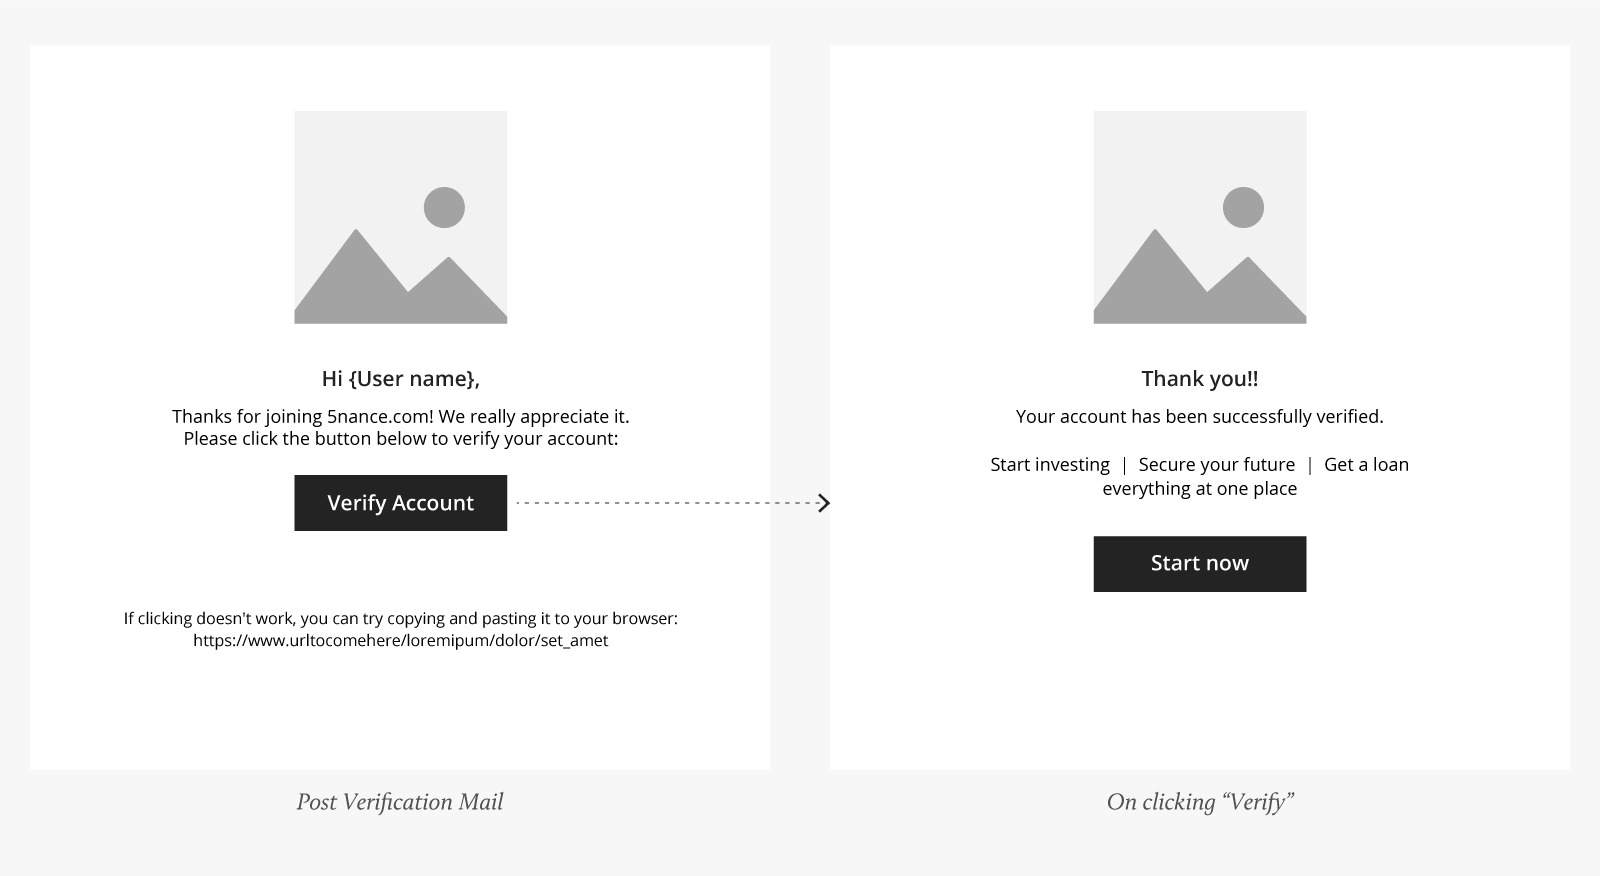 Hi {User name},
Thanks for joining 5nance.com! We really appreciate it.
Please click the button below to verify your account:
Verify Account
If clicking doesn't work, you can try copying and pasting it to your browser:
https://www.urltocomehere/loremipum/dolor/set_amet
Post Verification Mail
Thank you!!
Your account has been successfully verified.
Start investing | Secure your future | Get a loan
everything at one place
Start now
On clicking “Verify”